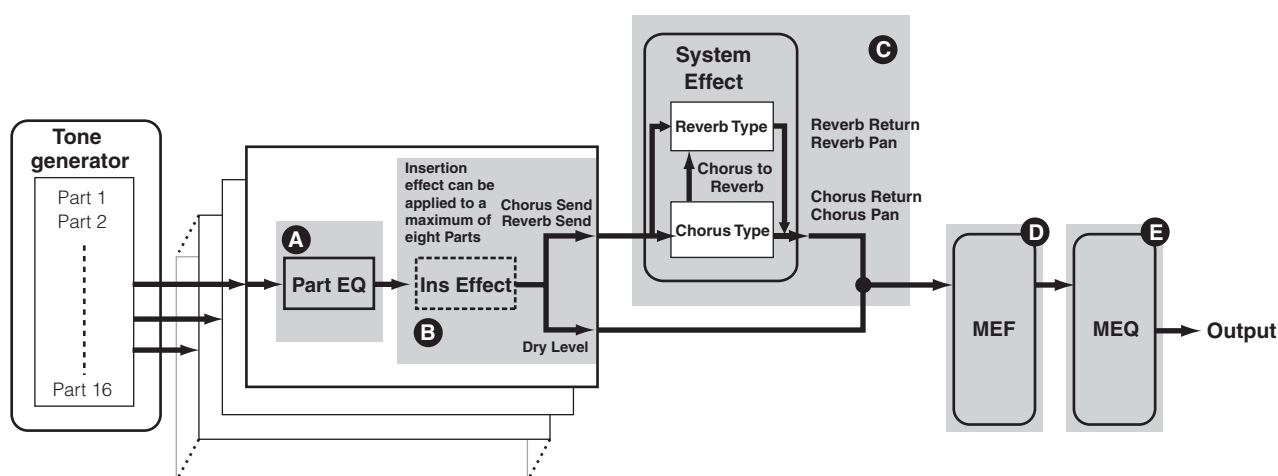 Tone
generator
Part 1
Part 2
Part 16
A
Part EQ
Insertion
effect can be
applied to a
maximum of
eight Parts
Ins Effect
B
Chorus Send
Reverb Send
Dry Level
System
Effect
Reverb Type
Chorus to
Reverb
Chorus Type
C
Reverb Return
Reverb Pan
Chorus Return
Chorus Pan
D
MEF
E
MEQ
Output